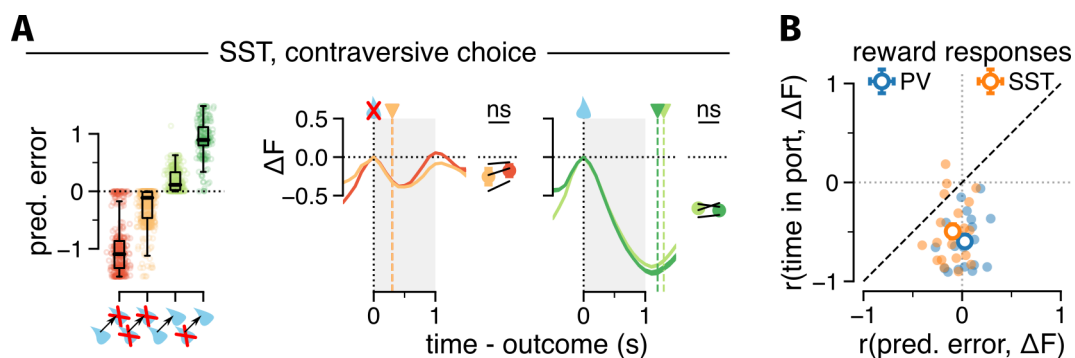 A
SST, contraversive choice
pred. error
1
0
−1
ΔF
0.5
0.0
−0.5
ns
ns
0
1
0
1
time - outcome (s)
B
reward responses
PV
SST
r(time in port, ΔF)
1
0
−1
−1
0
1
r(pred. error, ΔF)